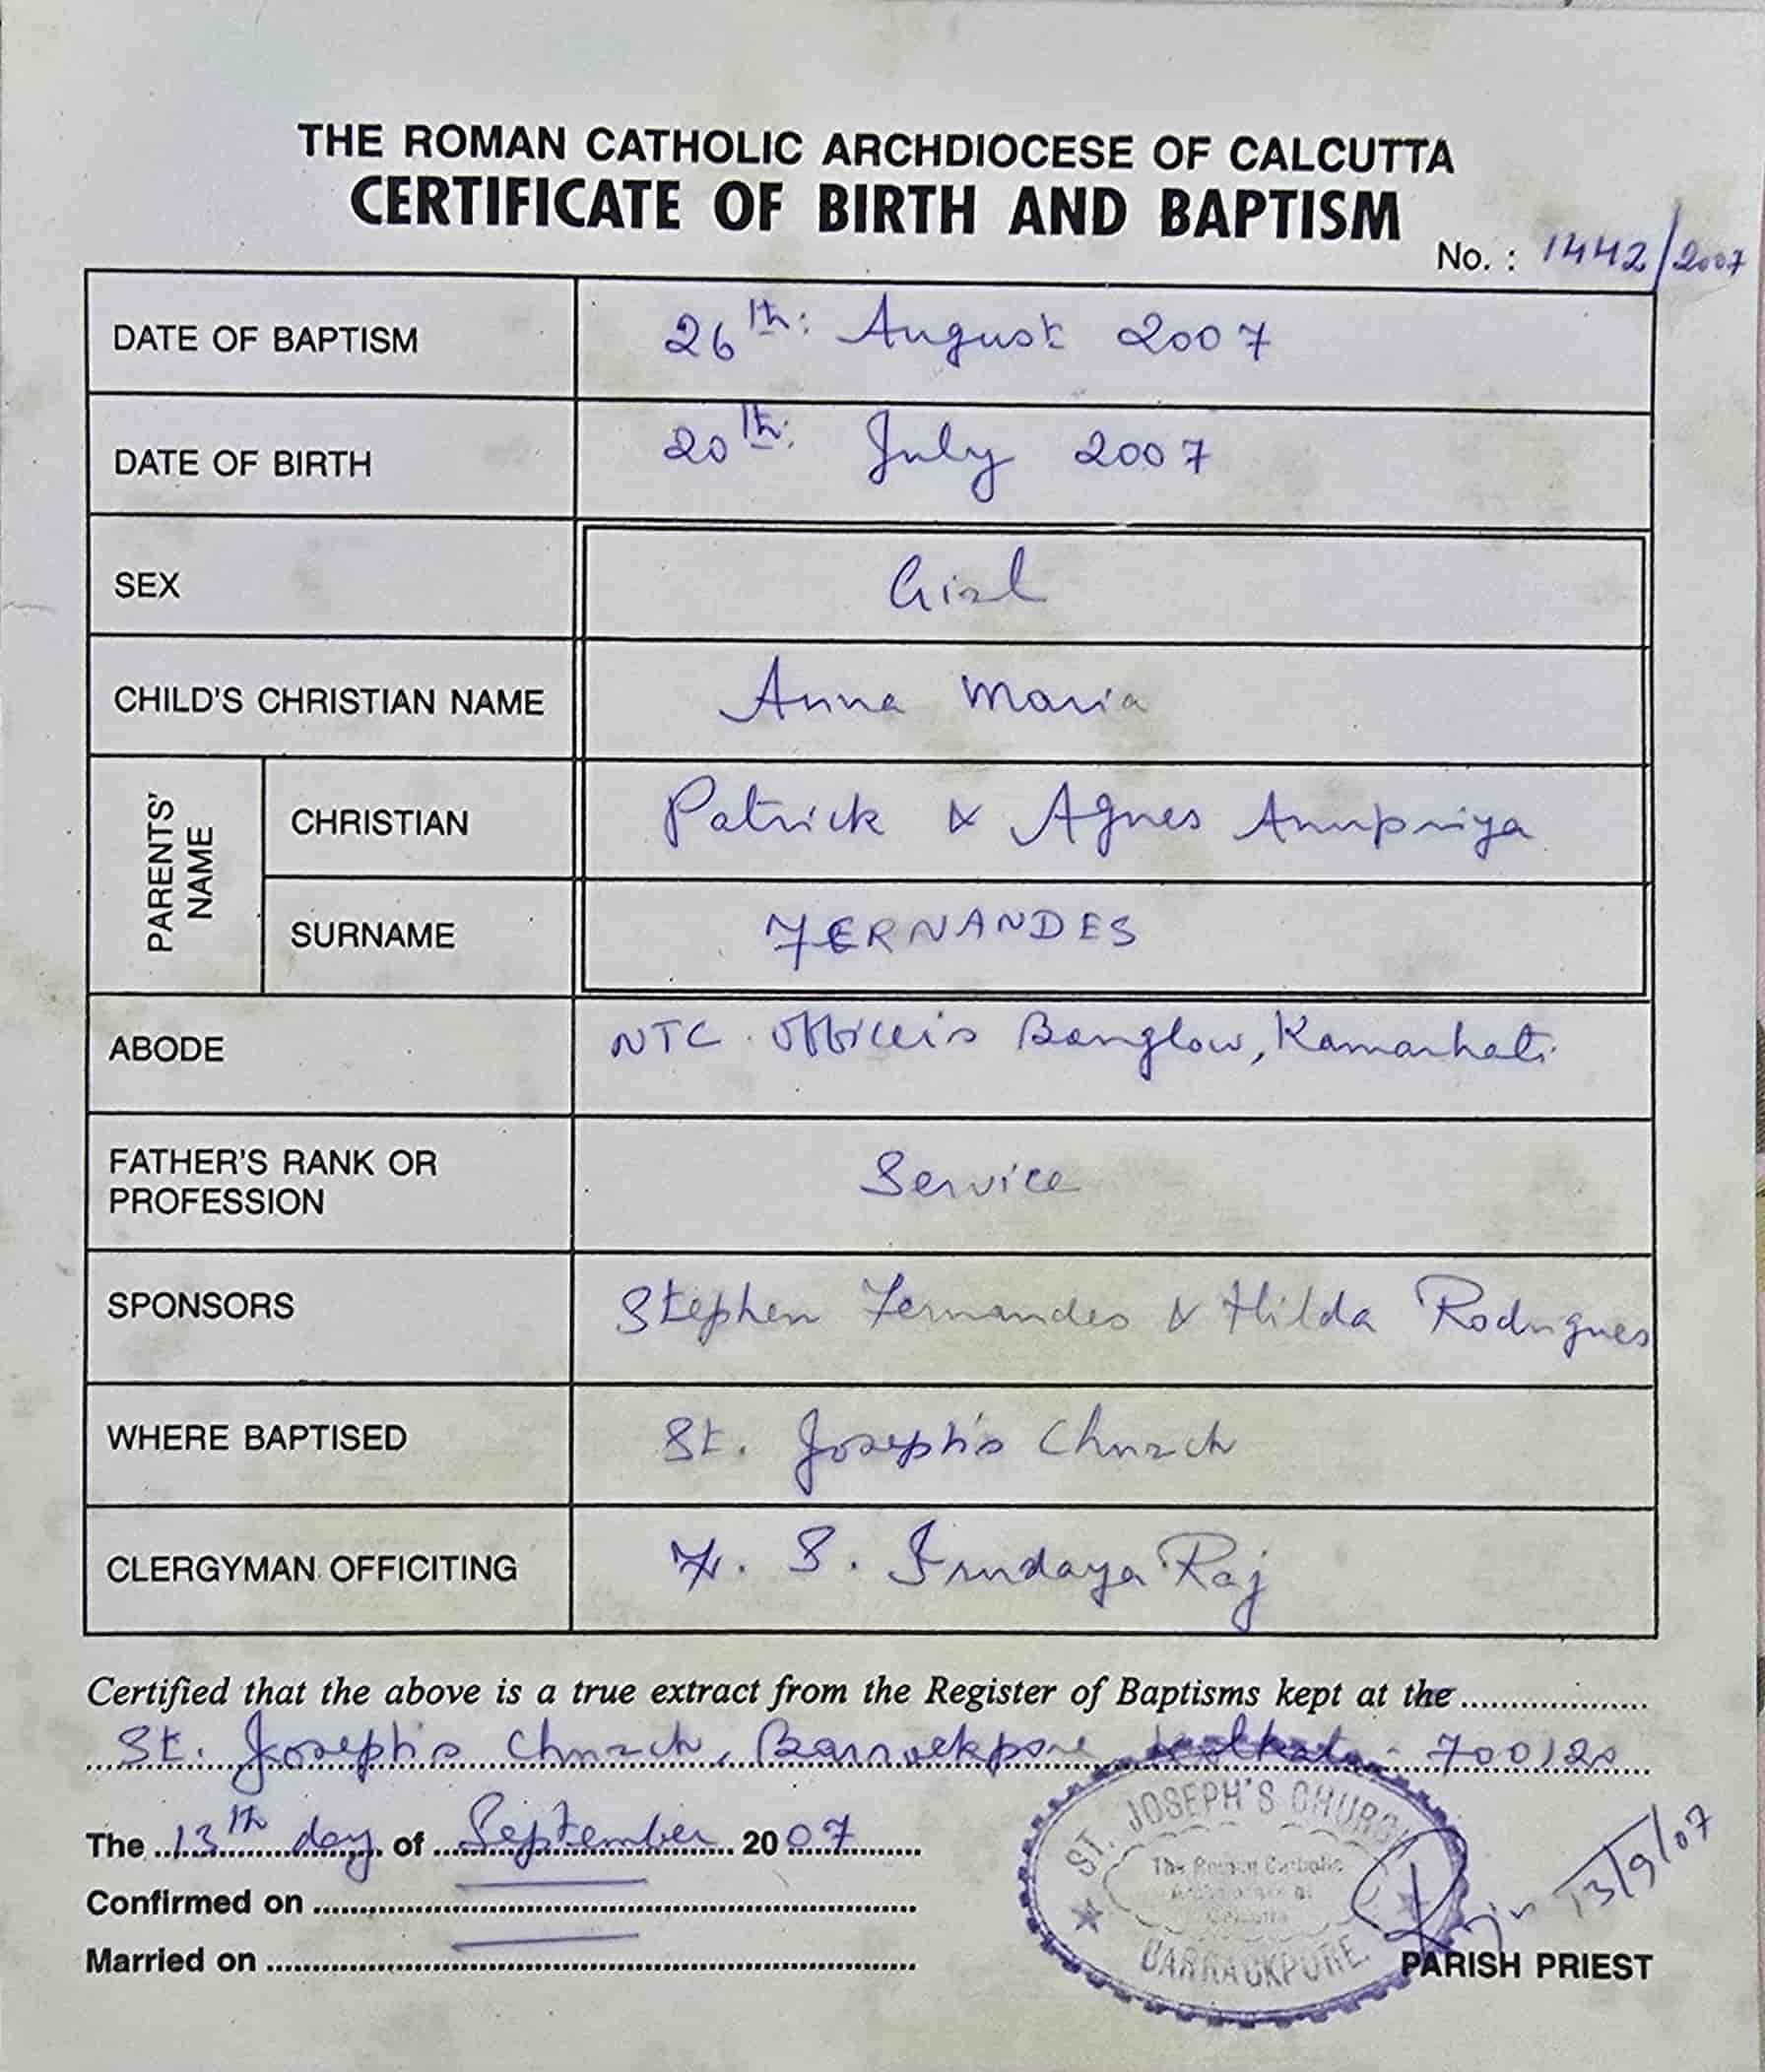 THE ROMAN CATHOLIC ARCHDIOCESE OF CALCUTTA
CERTIFICATE OF BIRTH AND BAPTISM
No. : 1442/2007
DATE OF BAPTISM 26th: August 2007
DATE OF BIRTH 20th: July 2007
SEX Girl
CHILD'S CHRISTIAN NAME Anna Maria
PARENTS' NAME
CHRISTIAN Patrick & Agnes Anupriya
SURNAME FERNANDES
ABODE NTC. Officer's Banglow, Kamarhati.
FATHER'S RANK OR PROFESSION Service
SPONSORS Stephen Fernandes & Hilda Rodrigues
WHERE BAPTISED St. Joseph's Church
CLERGYMAN OFFICITING Fr. S. Irudaya Raj
Certified that the above is a true extract from the Register of Baptisms kept at the
St. Joseph's Church, Barrackpore Kolkata - 700120
The 13th day of September 2007
Confirmed on
Married on
ST. JOSEPH'S CHURCH
The Roman Catholic
Archdiocese of
Calcutta
BARRACKPORE
13/9/07
PARISH PRIEST